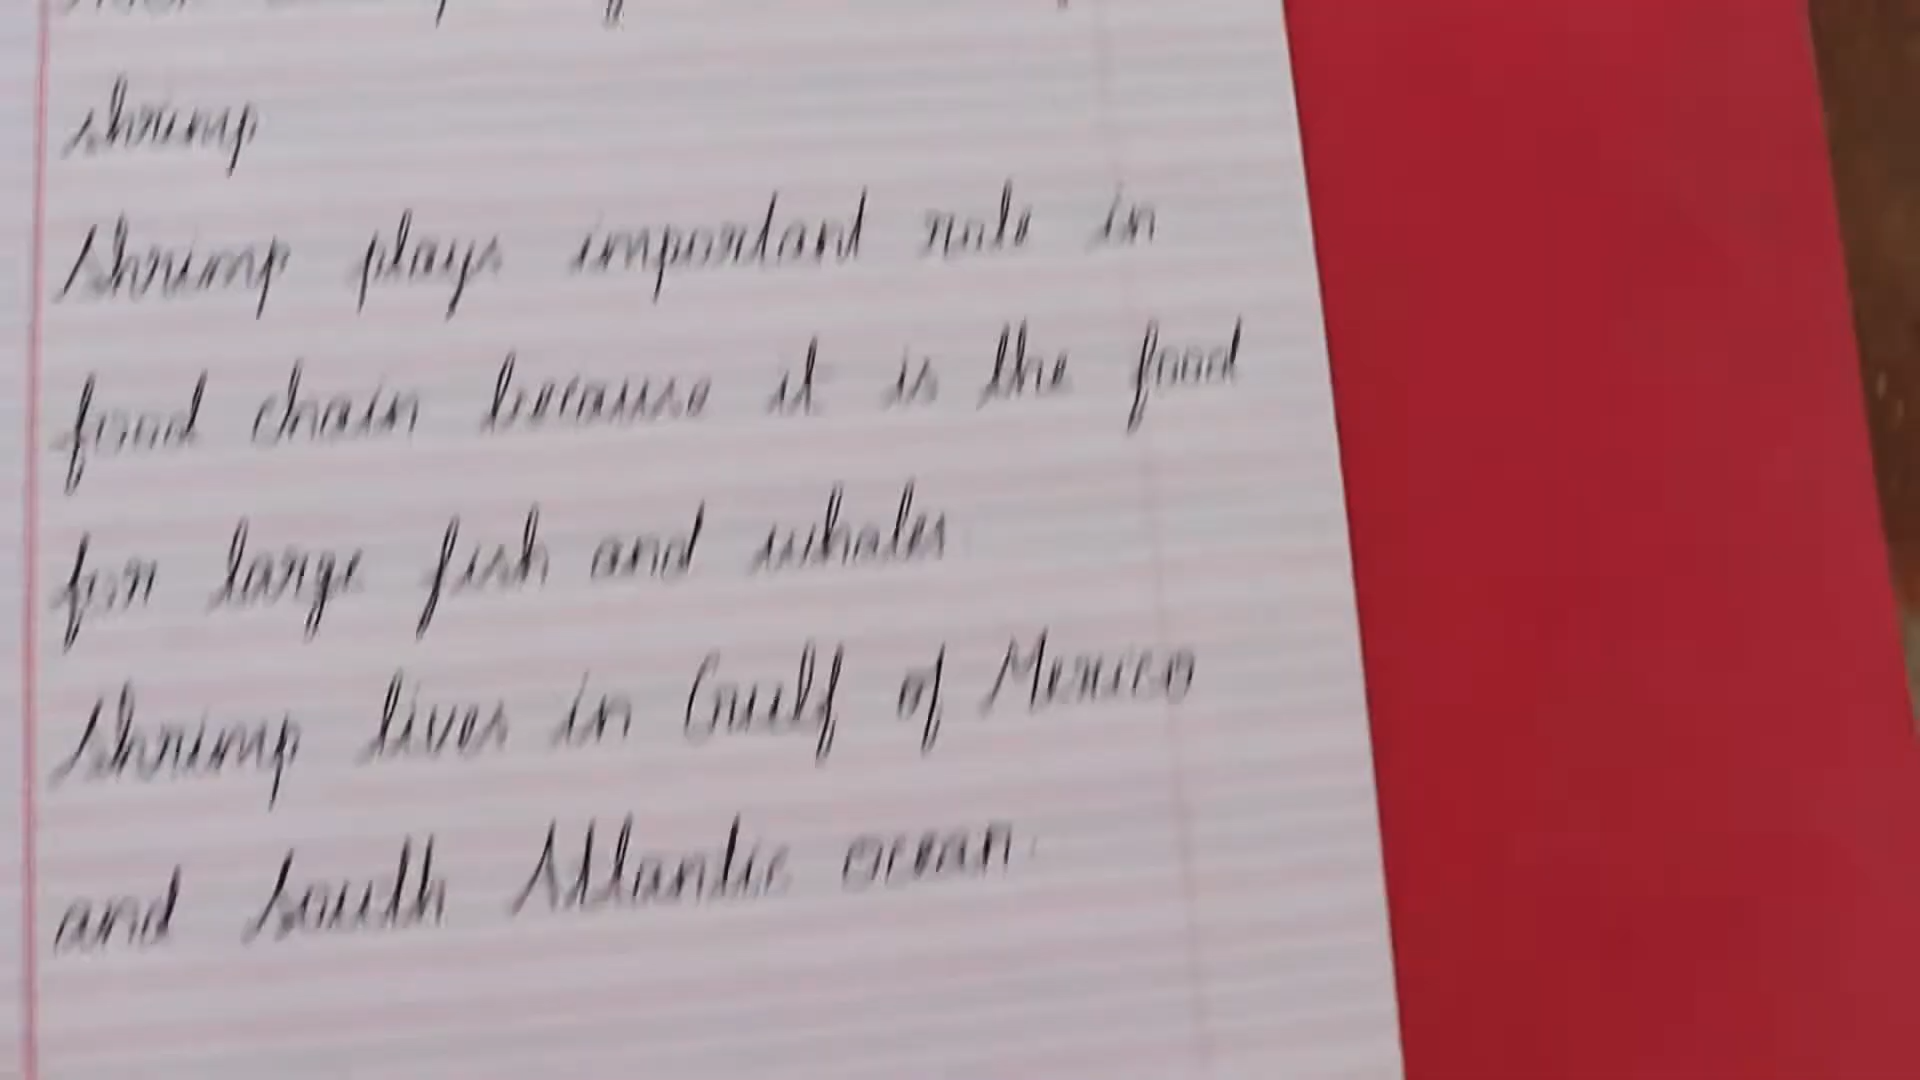 shrimp
Shrimp plays important role in
food chain because it is the food
for large fish and whales.
Shrimp lives in Gulf of Mexico
and South Atlantic ocean.